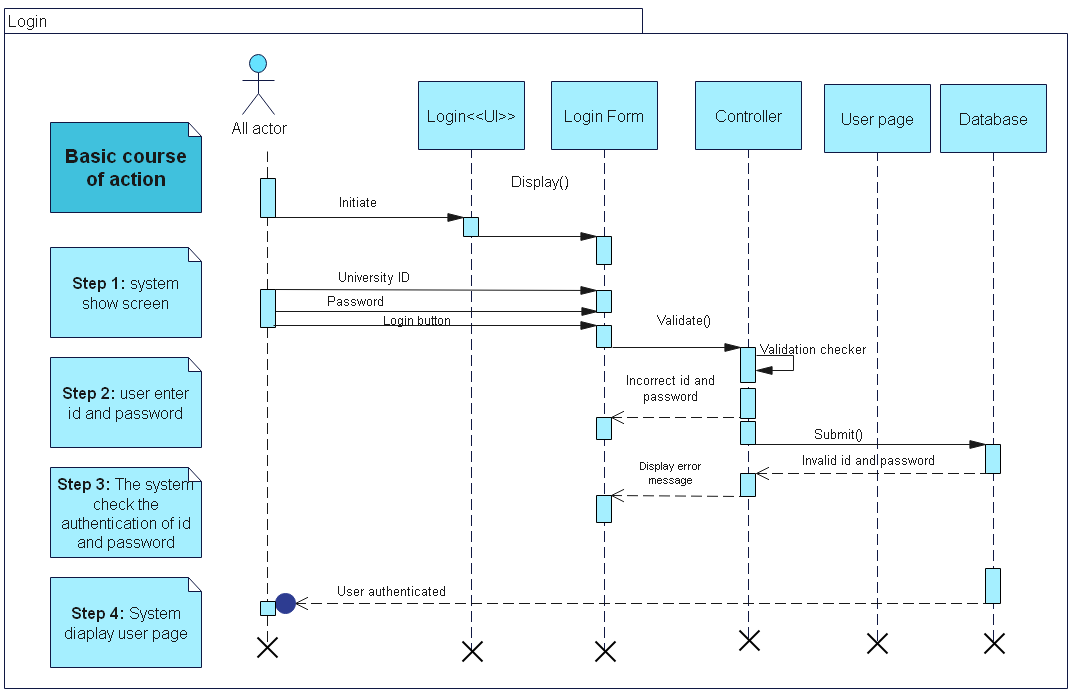 Login
All actor
Login<<UI>>
Login Form
Controller
User page
Database
Basic course
of action
Display()
Initiate
Step 1: system
show screen
University ID
Password
Login button
Validate()
Validation checker
Step 2: user enter
id and password
Incorrect id and
password
Submit()
Invalid id and password
Display error
message
Step 3: The system
check the
authentication of id
and password
User authenticated
Step 4: System
diaplay user page